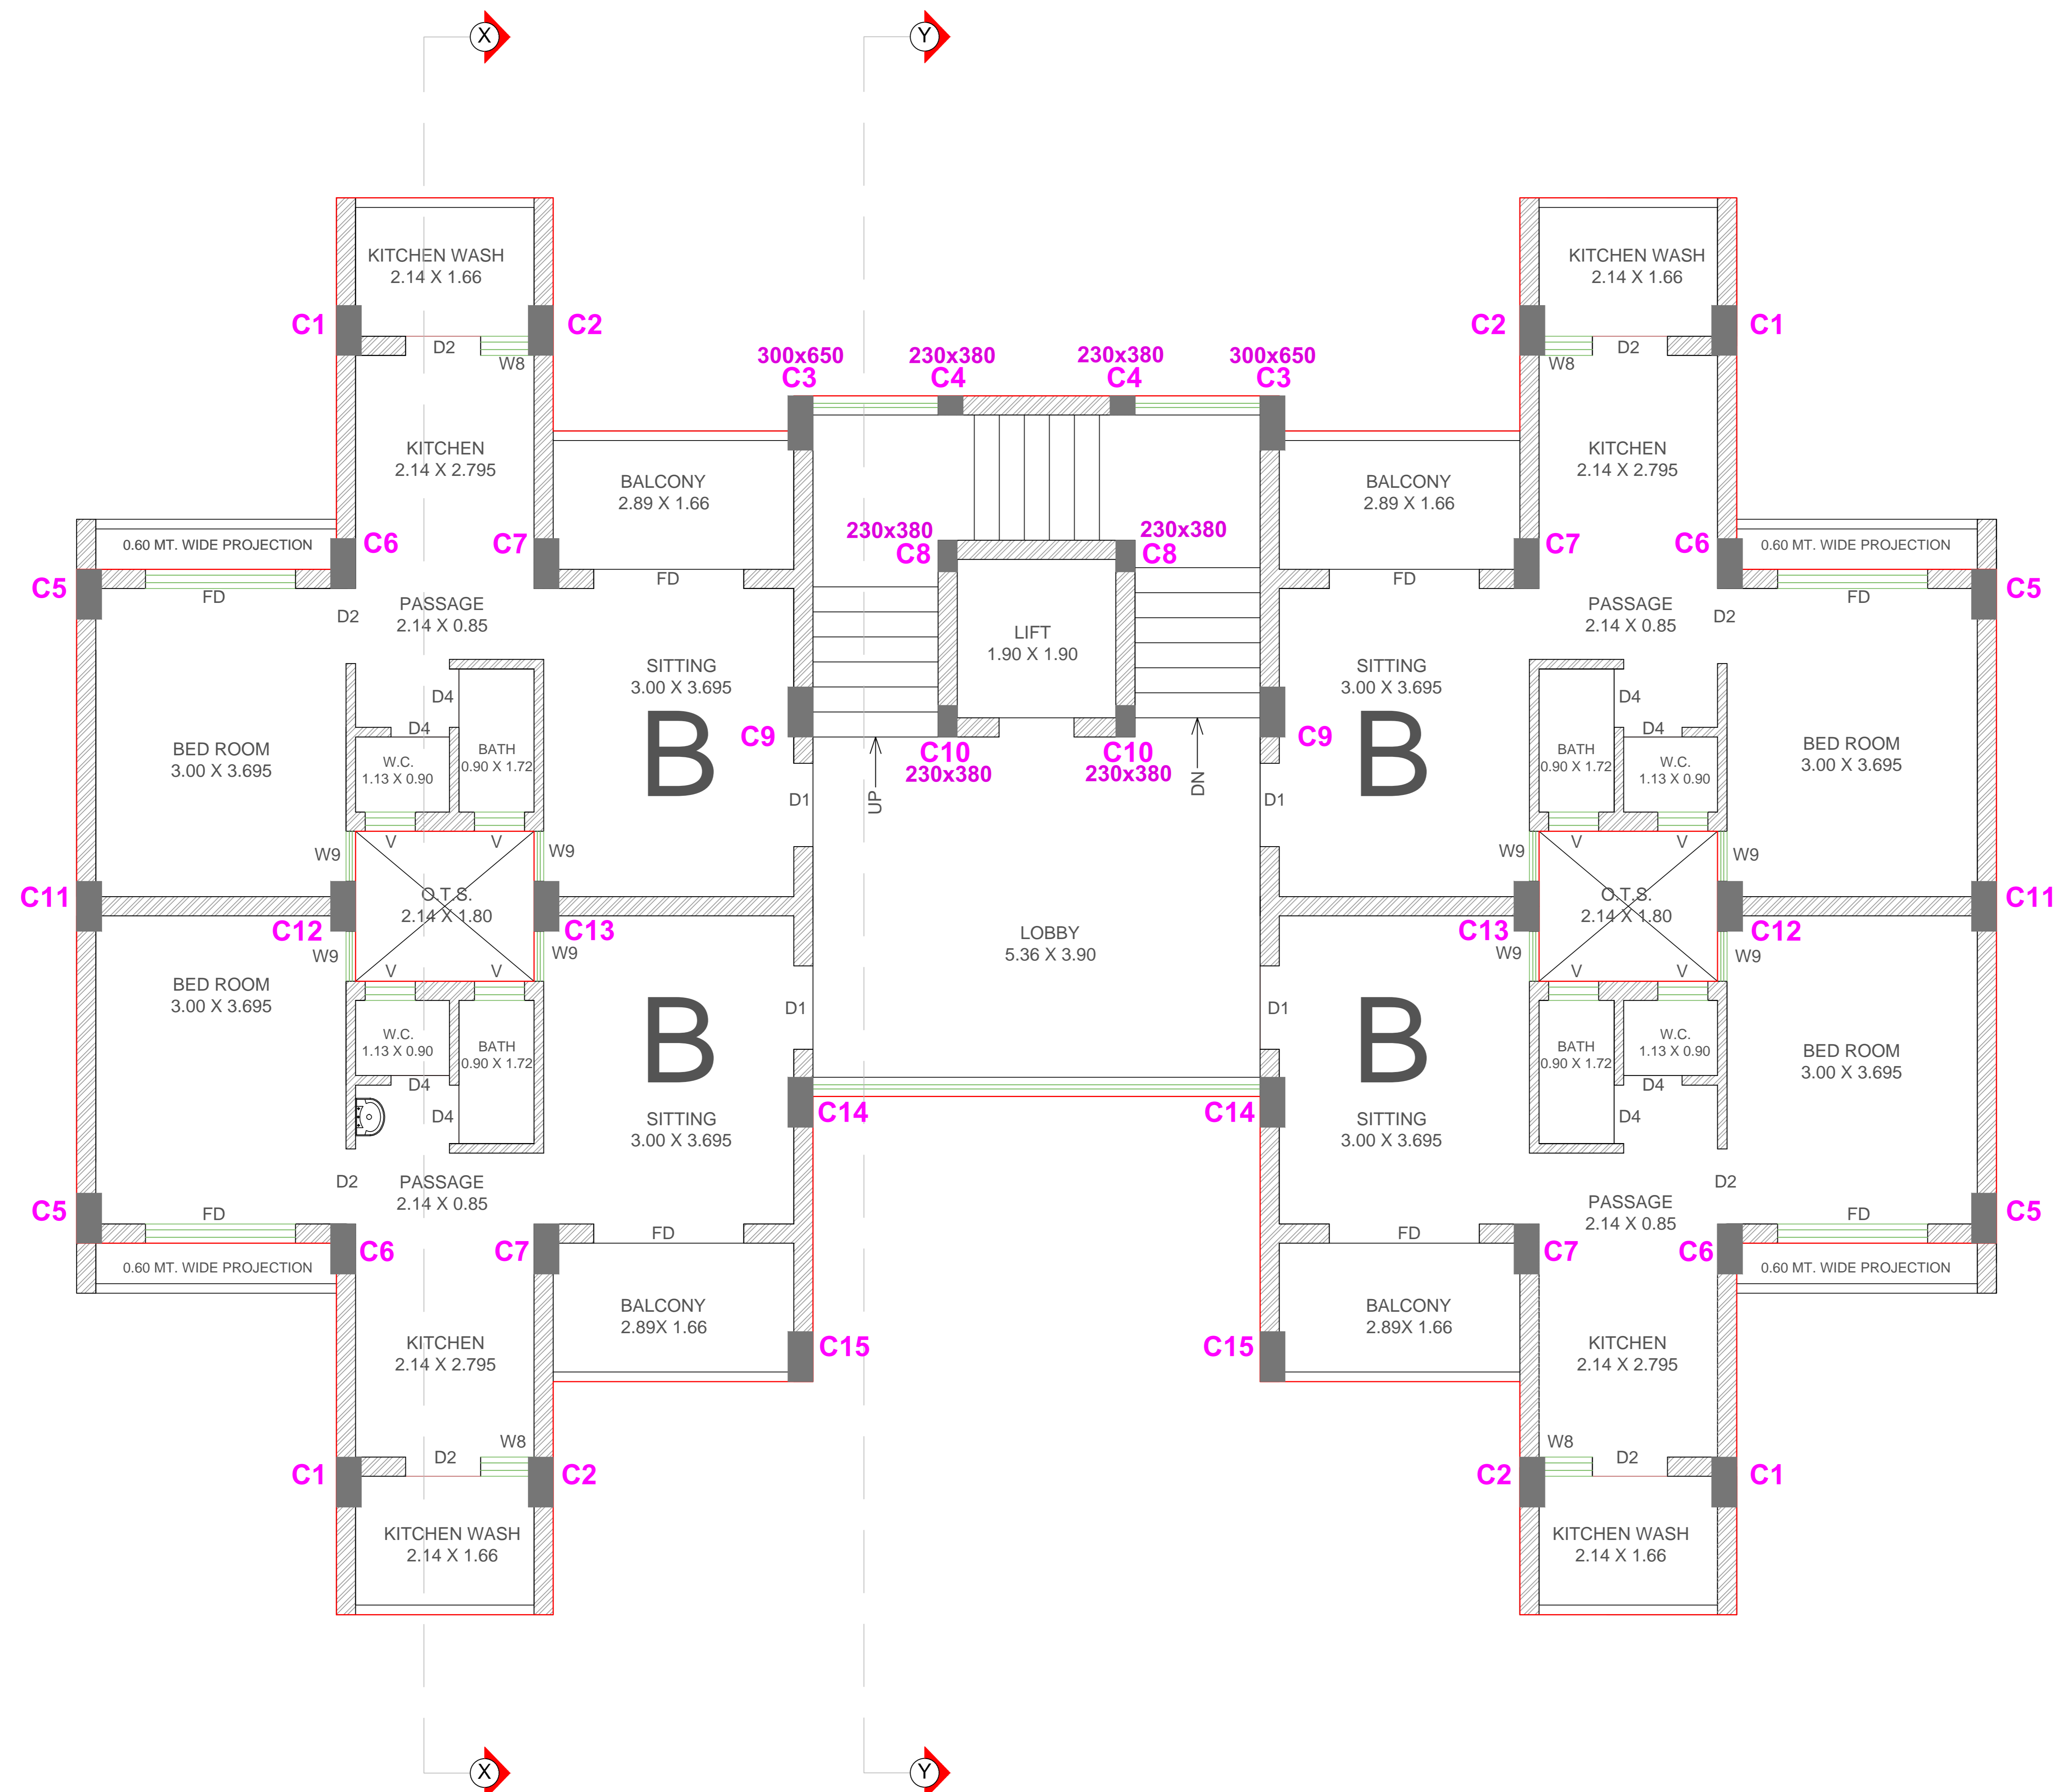 X
Y
KITCHEN WASH
2.14 X 1.66
KITCHEN WASH
2.14 X 1.66
C1
C2
C2
C1
D2
W8
W8
D2
300x650
230x380
230x380
300x650
C3
C4
C4
C3
KITCHEN
2.14 X 2.795
KITCHEN
2.14 X 2.795
BALCONY
2.89 X 1.66
BALCONY
2.89 X 1.66
0.60 MT. WIDE PROJECTION
C6
C7
230x380
C8
230x380
C8
C7
C6
0.60 MT. WIDE PROJECTION
C5
FD
FD
FD
FD
C5
D2
PASSAGE
2.14 X 0.85
PASSAGE
2.14 X 0.85
D2
LIFT
1.90 X 1.90
SITTING
3.00 X 3.695
SITTING
3.00 X 3.695
D4
D4
D4
D4
BED ROOM
3.00 X 3.695
W.C.
1.13 X 0.90
BATH
0.90 X 1.72
B
C9
C10
230x380
C10
230x380
C9
B
BATH
0.90 X 1.72
W.C.
1.13 X 0.90
BED ROOM
3.00 X 3.695
D1
UP
DN
D1
V
V
V
V
W9
W9
W9
W9
C11
O.T.S.
2.14 X 1.80
O.T.S.
2.14 X 1.80
C11
C12
C13
C13
C12
LOBBY
5.36 X 3.90
W9
W9
W9
W9
V
V
V
V
BED ROOM
3.00 X 3.695
D1
D1
W.C.
1.13 X 0.90
BATH
0.90 X 1.72
B
B
BATH
0.90 X 1.72
W.C.
1.13 X 0.90
BED ROOM
3.00 X 3.695
D4
D4
D4
D4
C14
C14
SITTING
3.00 X 3.695
SITTING
3.00 X 3.695
D2
PASSAGE
2.14 X 0.85
PASSAGE
2.14 X 0.85
D2
C5
FD
FD
FD
FD
C5
C6
C7
C7
C6
0.60 MT. WIDE PROJECTION
0.60 MT. WIDE PROJECTION
BALCONY
2.89X 1.66
BALCONY
2.89X 1.66
KITCHEN
2.14 X 2.795
C15
C15
KITCHEN
2.14 X 2.795
D2
W8
W8
D2
C1
C2
C2
C1
KITCHEN WASH
2.14 X 1.66
KITCHEN WASH
2.14 X 1.66
X
Y